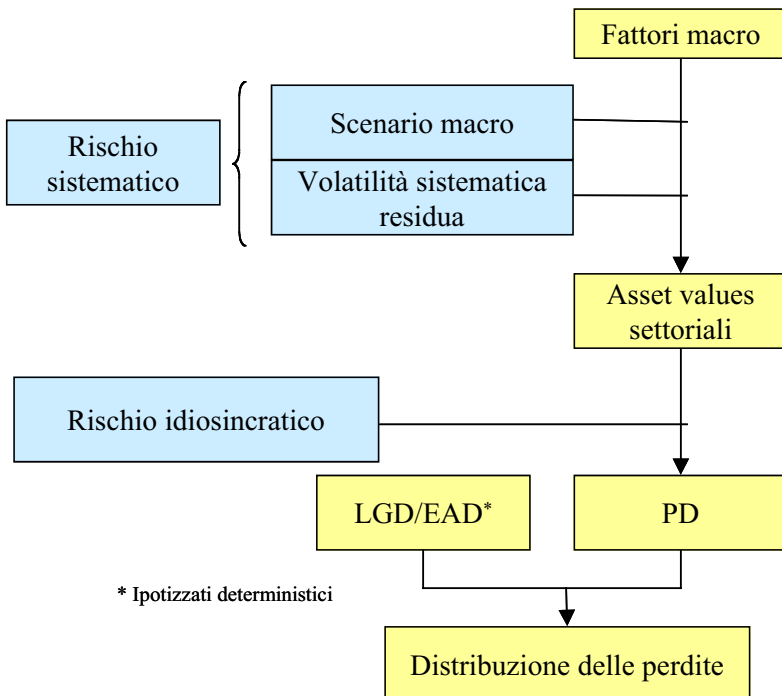 Fattori macro
Scenario macro
Rischio
sistematico
Volatilità sistematica
residua
Asset values
settoriali
Rischio idiosincratico
LGD/EAD*
PD
* Ipotizzati deterministici
Distribuzione delle perdite